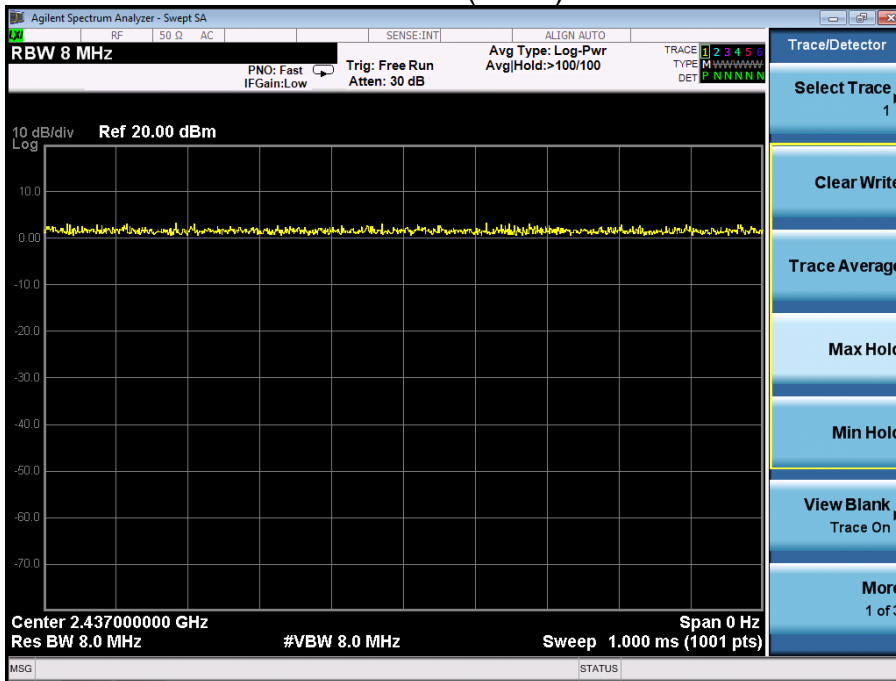 Agilent Spectrum Analyzer - Swept SA
LXI RF 50 Ω AC SENSE:INT ALIGN AUTO
RBW 8 MHz
PNO: Fast
IFGain:Low
Trig: Free Run
Atten: 30 dB
Avg Type: Log-Pwr
Avg|Hold:>100/100
TRACE 1 2 3 4 5 6
TYPE M WWWWW
DET P N N N N N
10 dB/div Ref 20.00 dBm
Log
10.0
0.00
-10.0
-20.0
-30.0
-40.0
-50.0
-60.0
-70.0
Center 2.437000000 GHz Span 0 Hz
Res BW 8.0 MHz #VBW 8.0 MHz Sweep 1.000 ms (1001 pts)
MSG STATUS
Trace/Detector
Select Trace
1
Clear Write
Trace Average
Max Hold
Min Hold
View Blank
Trace On
More
1 of 3